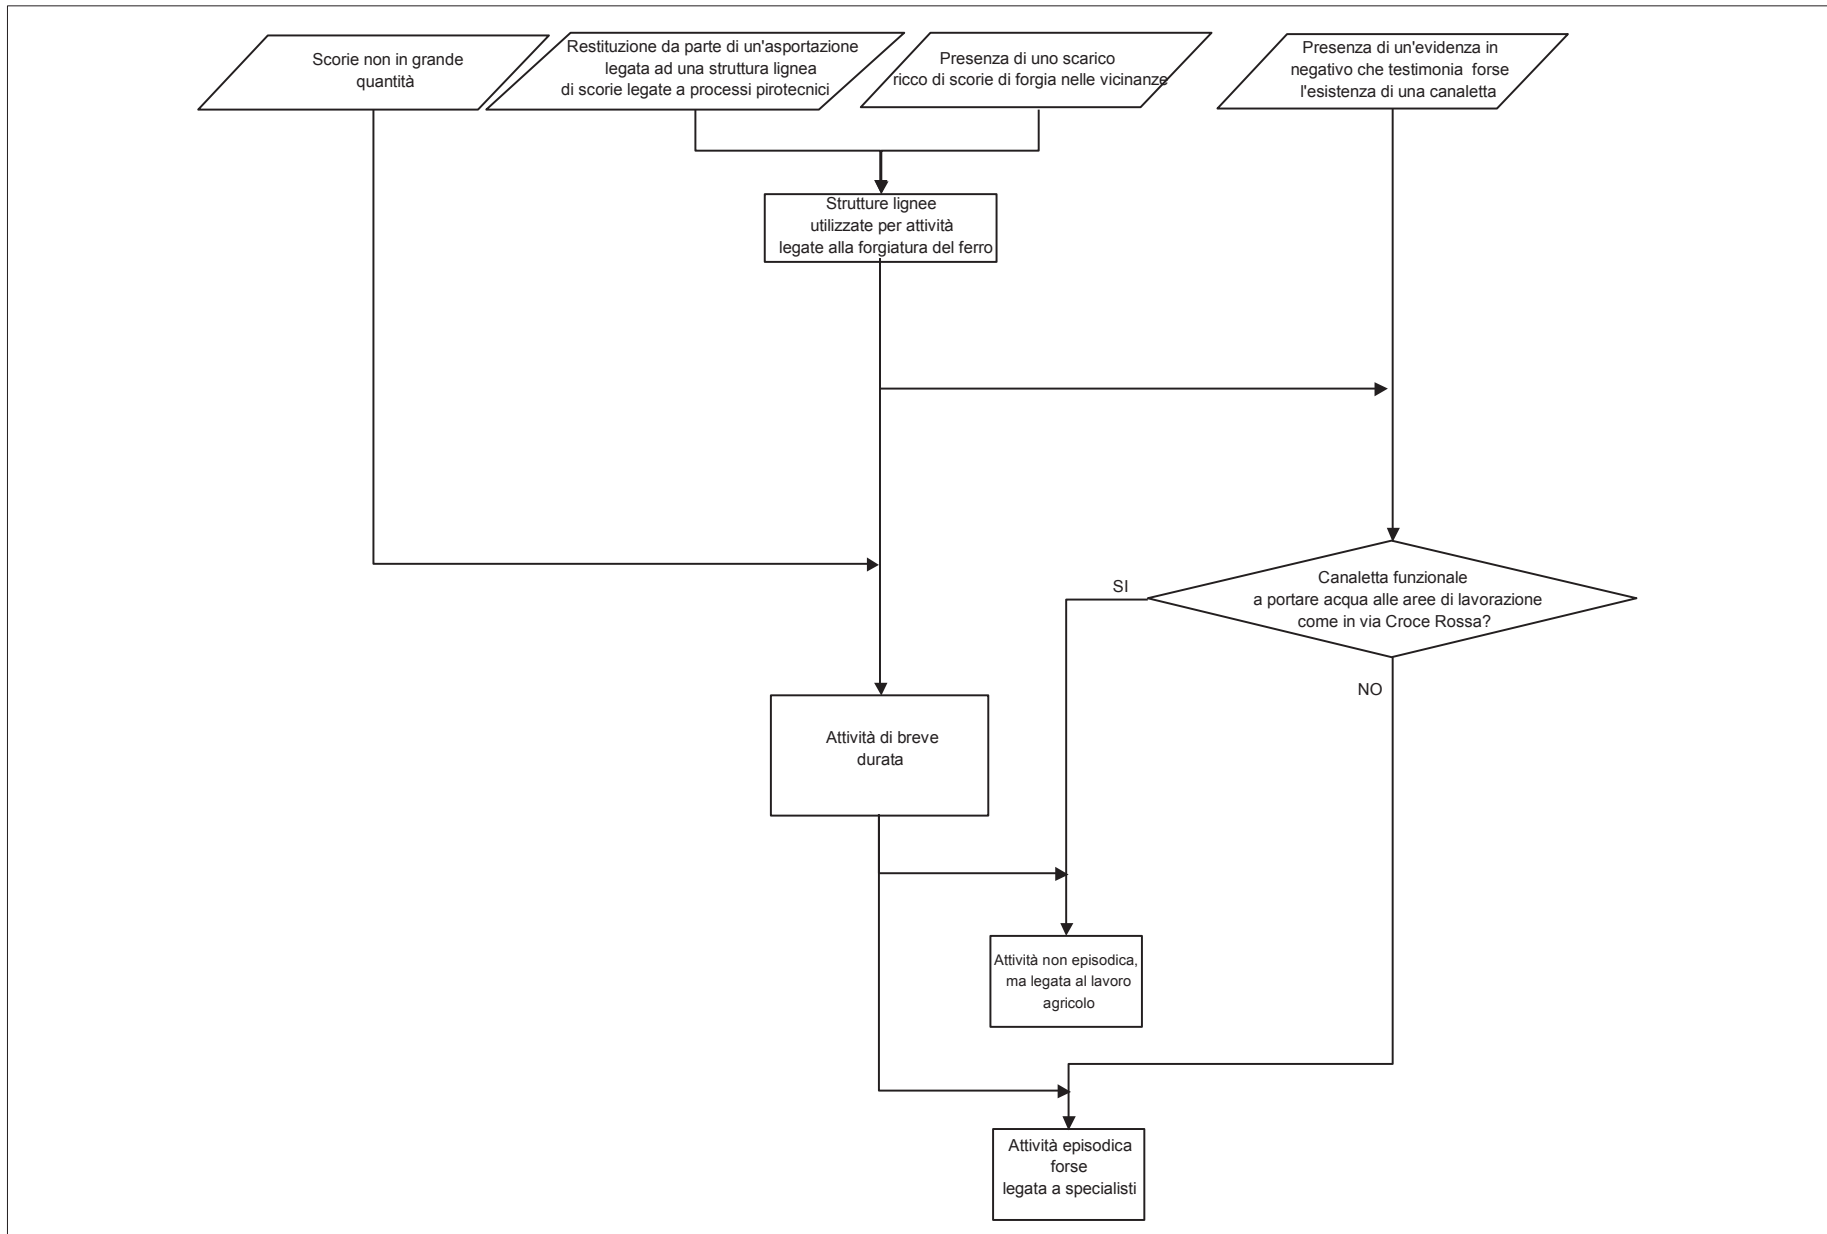 Scorie non in grande
quantità
Restituzione da parte di un'asportazione
legata ad una struttura lignea
di scorie legate a processi pirotecnici
Presenza di uno scarico
ricco di scorie di forgia nelle vicinanze
Presenza di un'evidenza in
negativo che testimonia forse
l'esistenza di una canaletta
Strutture lignee
utilizzate per attività
legate alla forgiatura del ferro
Canaletta funzionale
a portare acqua alle aree di lavorazione
come in via Croce Rossa?
SI
NO
Attività di breve
durata
Attività non episodica,
ma legata al lavoro
agricolo
Attività episodica
forse
legata a specialisti